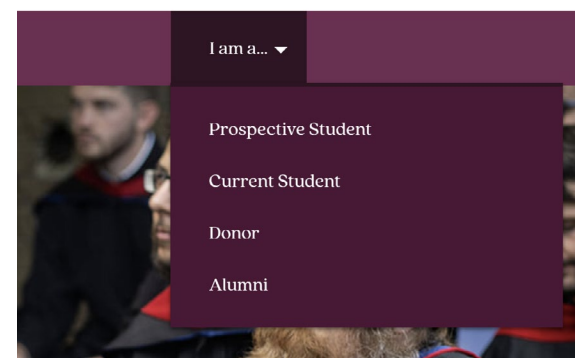 I am a...
Prospective Student
Current Student
Donor
Alumni